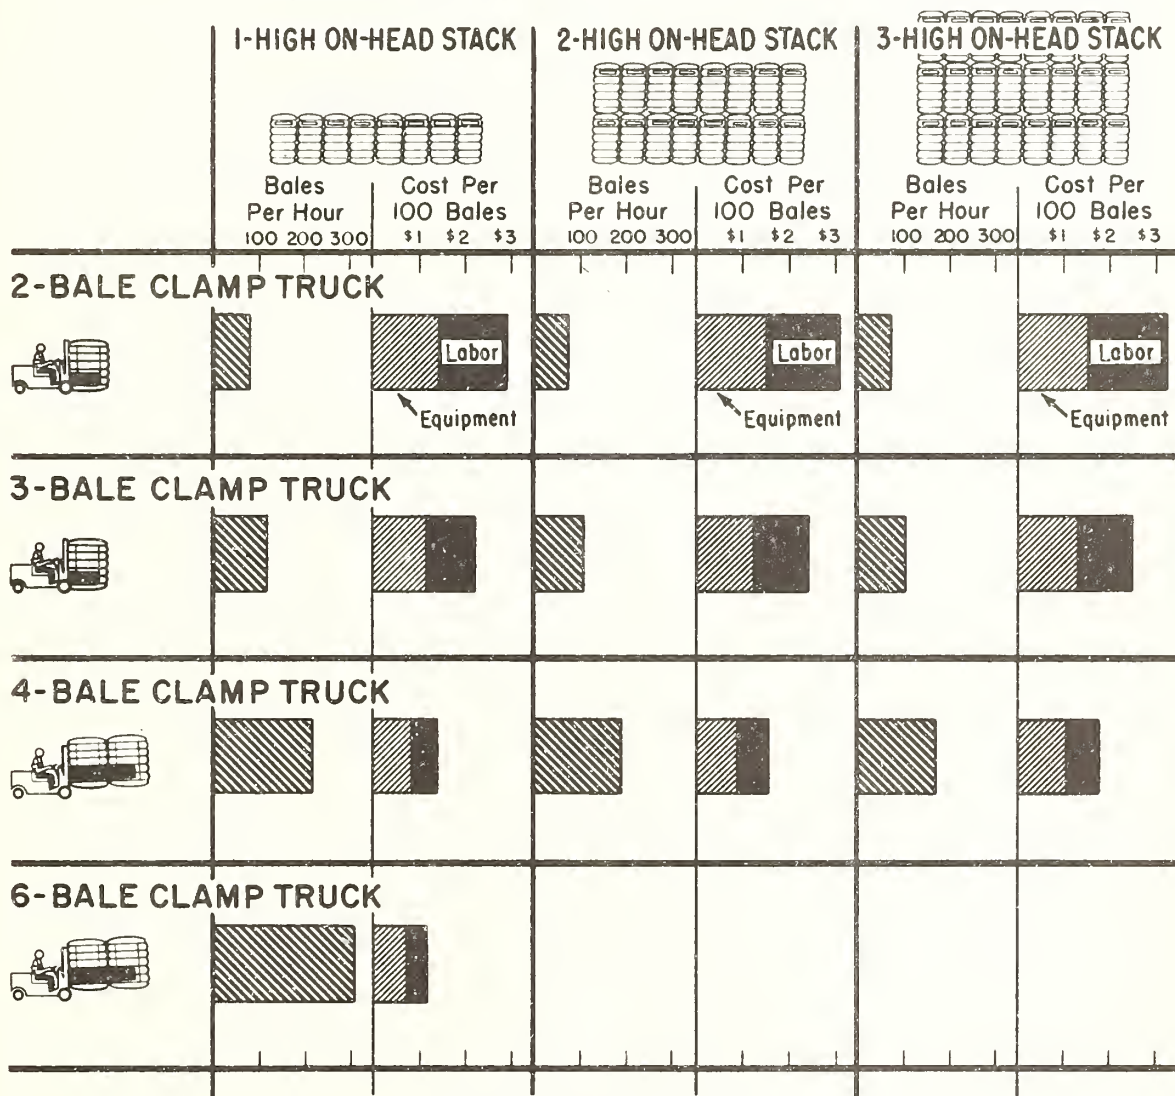 1-HIGH ON-HEAD STACK
2-HIGH ON-HEAD STACK
3-HIGH ON-HEAD STACK
Bales Per Hour
Cost Per 100 Bales
Bales Per Hour
Cost Per 100 Bales
Bales Per Hour
Cost Per 100 Bales
100 200 300
$1 $2 $3
100 200 300
$1 $2 $3
100 200 300
$1 $2 $3
2-BALE CLAMP TRUCK
Labor
Labor
Labor
Equipment
Equipment
Equipment
3-BALE CLAMP TRUCK
4-BALE CLAMP TRUCK
6-BALE CLAMP TRUCK